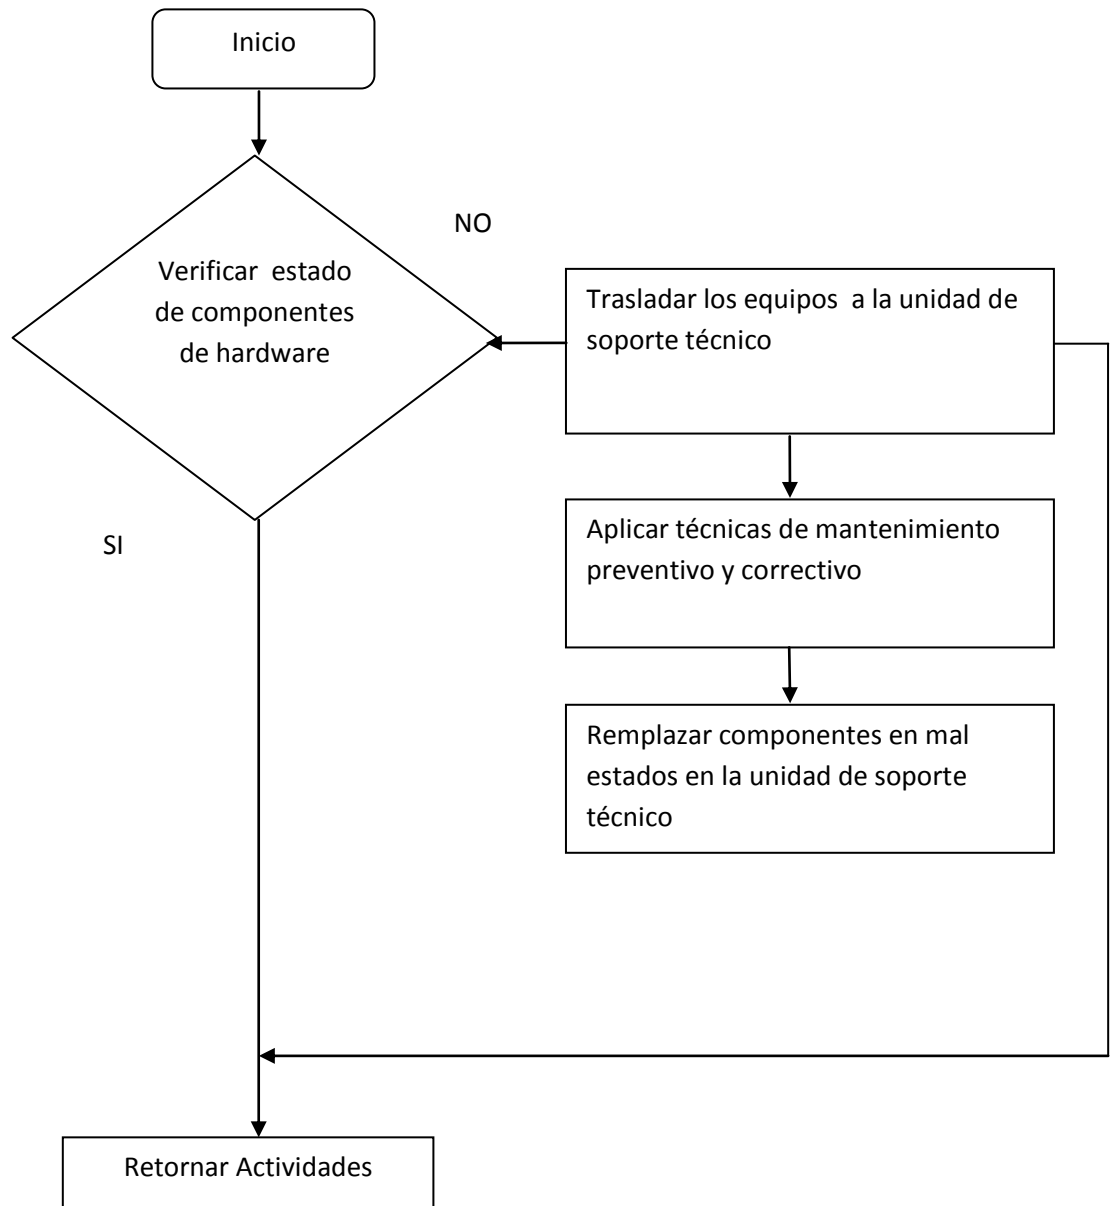 Inicio
NO
Verificar estado
de componentes
de hardware
Trasladar los equipos a la unidad de
soporte técnico
SI
Aplicar técnicas de mantenimiento
preventivo y correctivo
Remplazar componentes en mal
estados en la unidad de soporte
técnico
Retornar Actividades